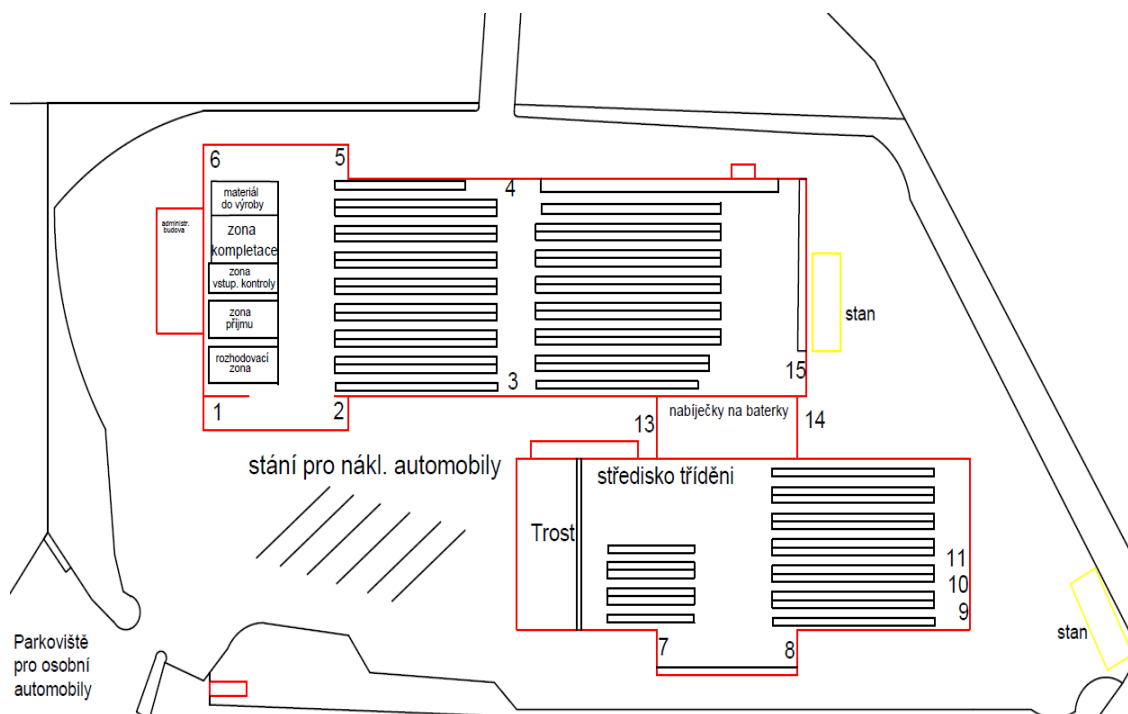 6
5
4
materiál
do výroby
administr.
budova
zona
kompletace
zona
vstup. kontroly
zona
příjmu
rozhodovací
zona
stan
3
15
1
2
13
nabíječky na baterky
14
stání pro nákl. automobily
středisko tříděni
Trost
11
10
9
7
8
stan
Parkoviště
pro osobní
automobily